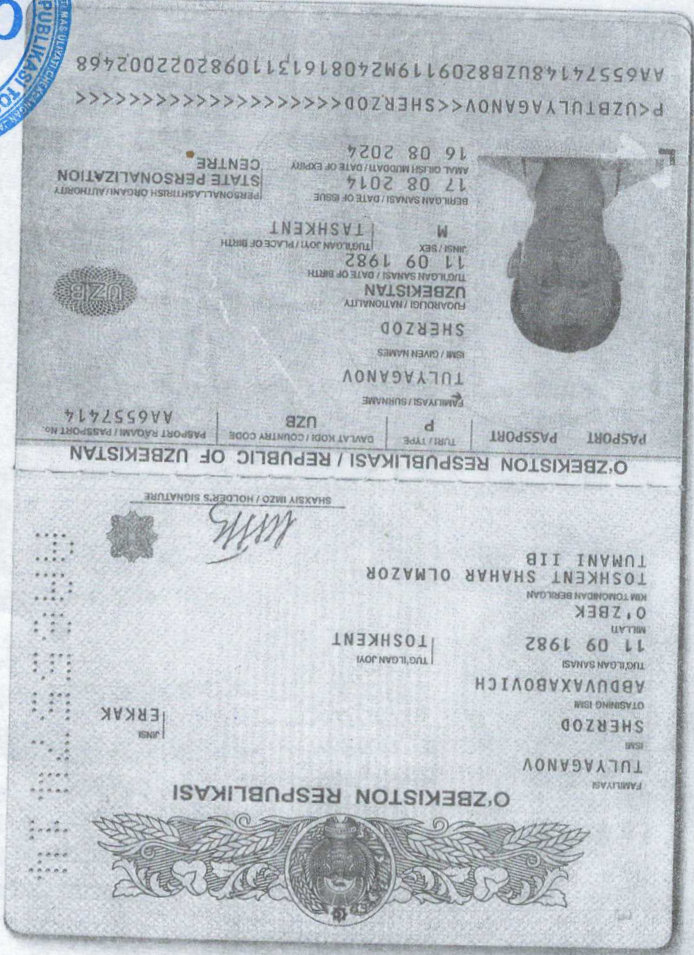 O'ZBEKISTON RESPUBLIKASI
FAMILIYASI
TULYAGANOV
ISMI
SHERZOD
JINSI
ERKAK
OTASINING ISMI
ABDUVAXABOVICH
TUG'ILGAN SANASI
11 09 1982
TUG'ILGAN JOYI
TOSHKENT
MILLATI
O'ZBEK
KIM TOMONIDAN BERILGAN
TOSHKENT SHAHAR OLMAZOR
TUMANI IIB
SHAXSIY IMZO / HOLDER'S SIGNATURE
O'ZBEKISTON RESPUBLIKASI / REPUBLIC OF UZBEKISTAN
PASPORT PASSPORT
TURI / TYPE
P
DAVLAT KODI / COUNTRY CODE
UZB
PASPORT RAQAMI / PASSPORT No.
AA6557414
FAMILIYASI / SURNAME
TULYAGANOV
ISMI / GIVEN NAMES
SHERZOD
FUQAROLIGI / NATIONALITY
UZBEKISTAN
UZB
TUG'ILGAN SANASI / DATE OF BIRTH
11 09 1982
JINSI / SEX
M
TUG'ILGAN JOYI / PLACE OF BIRTH
TASHKENT
BERILGAN SANASI / DATE OF ISSUE
17 08 2014
PERSONALLASHTIRISH ORGANI / AUTHORITY
STATE PERSONALIZATION
CENTRE
AMAL QILISH MUDDATI / DATE OF EXPIRY
16 08 2024
P<UZBTULYAGANOV<<SHERZOD<<<<<<<<<<<<<<<<<<<<
AA65574148UZB8209119M24081613110982022002468